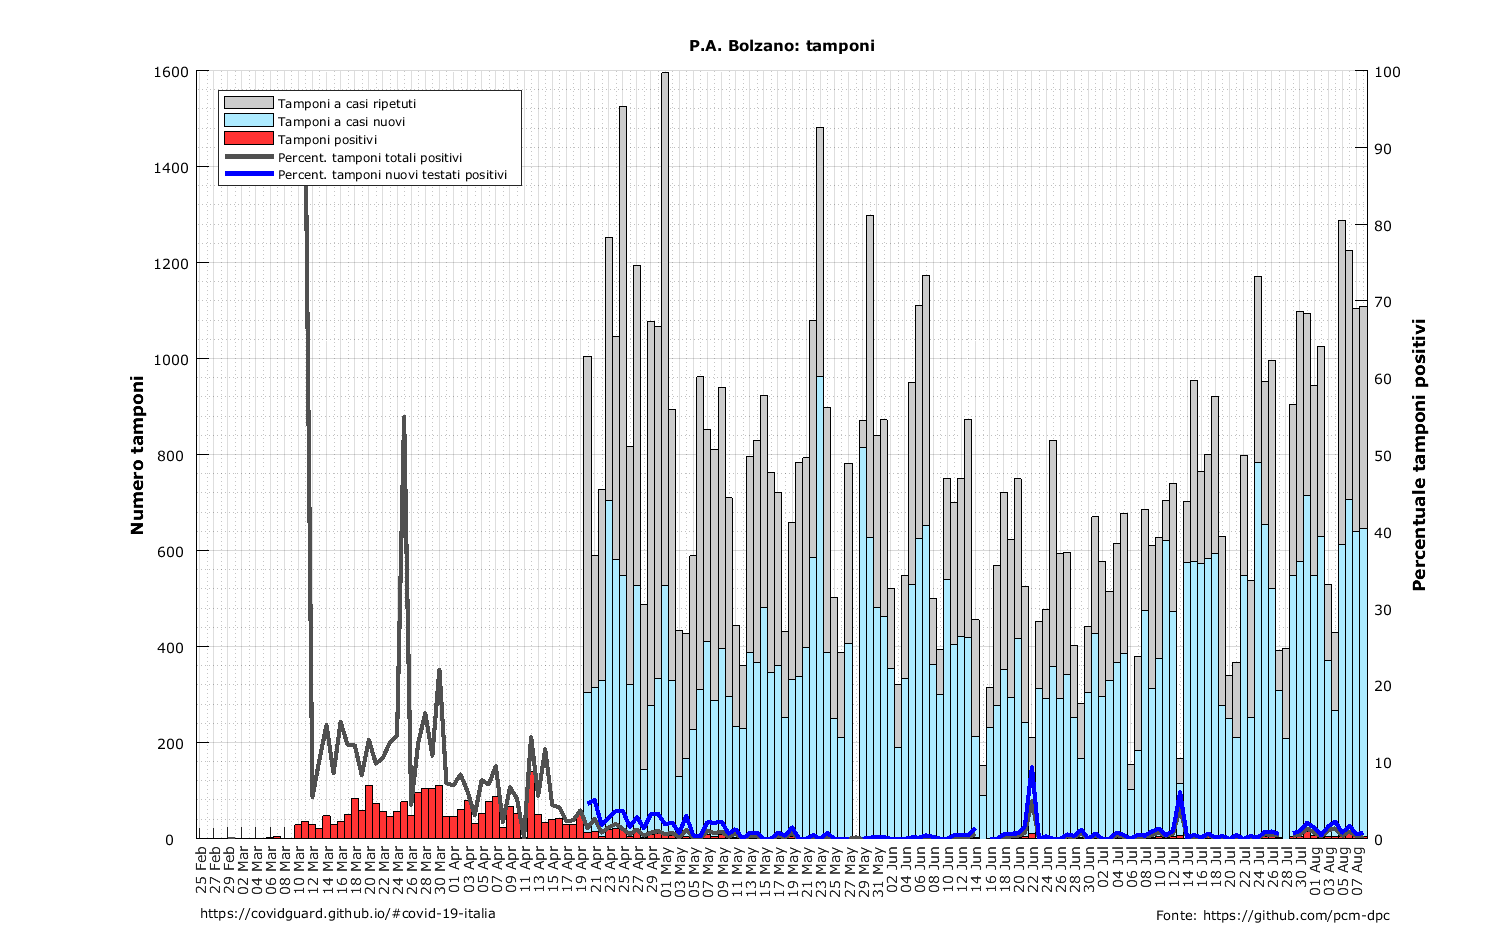 P.A. Bolzano: tamponi
1600
1400
1200
1000
800
600
400
200
0
Numero tamponi
Tamponi a casi ripetuti
Tamponi a casi nuovi
Tamponi positivi
Percent. tamponi totali positivi
Percent. tamponi nuovi testati positivi
100
90
80
70
60
50
40
30
20
10
0
Percentuale tamponi positivi
25 Feb
27 Feb
29 Feb
02 Mar
04 Mar
06 Mar
08 Mar
10 Mar
12 Mar
14 Mar
16 Mar
18 Mar
20 Mar
22 Mar
24 Mar
26 Mar
28 Mar
30 Mar
01 Apr
03 Apr
05 Apr
07 Apr
09 Apr
11 Apr
13 Apr
15 Apr
17 Apr
19 Apr
21 Apr
23 Apr
25 Apr
27 Apr
29 Apr
01 May
03 May
05 May
07 May
09 May
11 May
13 May
15 May
17 May
19 May
21 May
23 May
25 May
27 May
29 May
31 May
02 Jun
04 Jun
06 Jun
08 Jun
10 Jun
12 Jun
14 Jun
16 Jun
18 Jun
20 Jun
22 Jun
24 Jun
26 Jun
28 Jun
30 Jun
02 Jul
04 Jul
06 Jul
08 Jul
10 Jul
12 Jul
14 Jul
16 Jul
18 Jul
20 Jul
22 Jul
24 Jul
26 Jul
28 Jul
30 Jul
01 Aug
03 Aug
05 Aug
07 Aug
https://covidguard.github.io/#covid-19-italia
Fonte: https://github.com/pcm-dpc